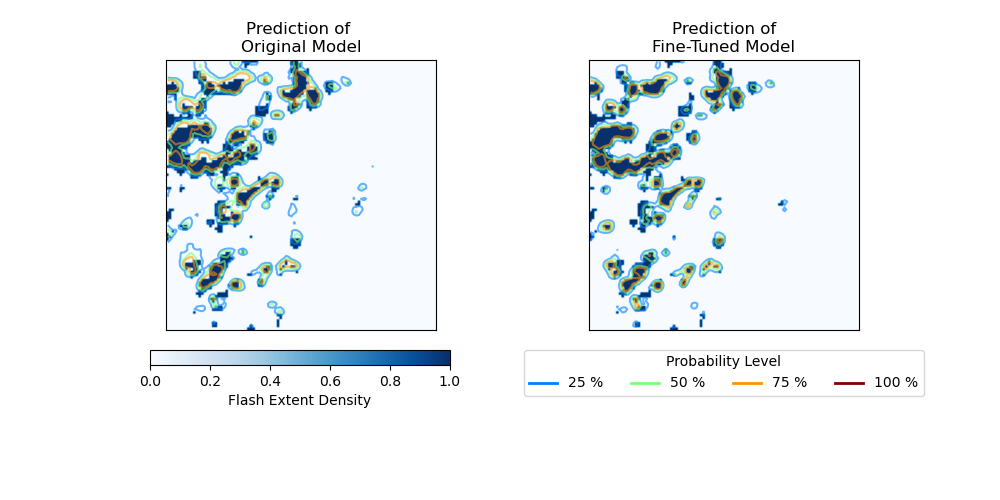 Prediction of
Original Model
Prediction of
Fine-Tuned Model
0.0 0.2 0.4 0.6 0.8 1.0
Flash Extent Density
Probability Level
25 % 50 % 75 % 100 %